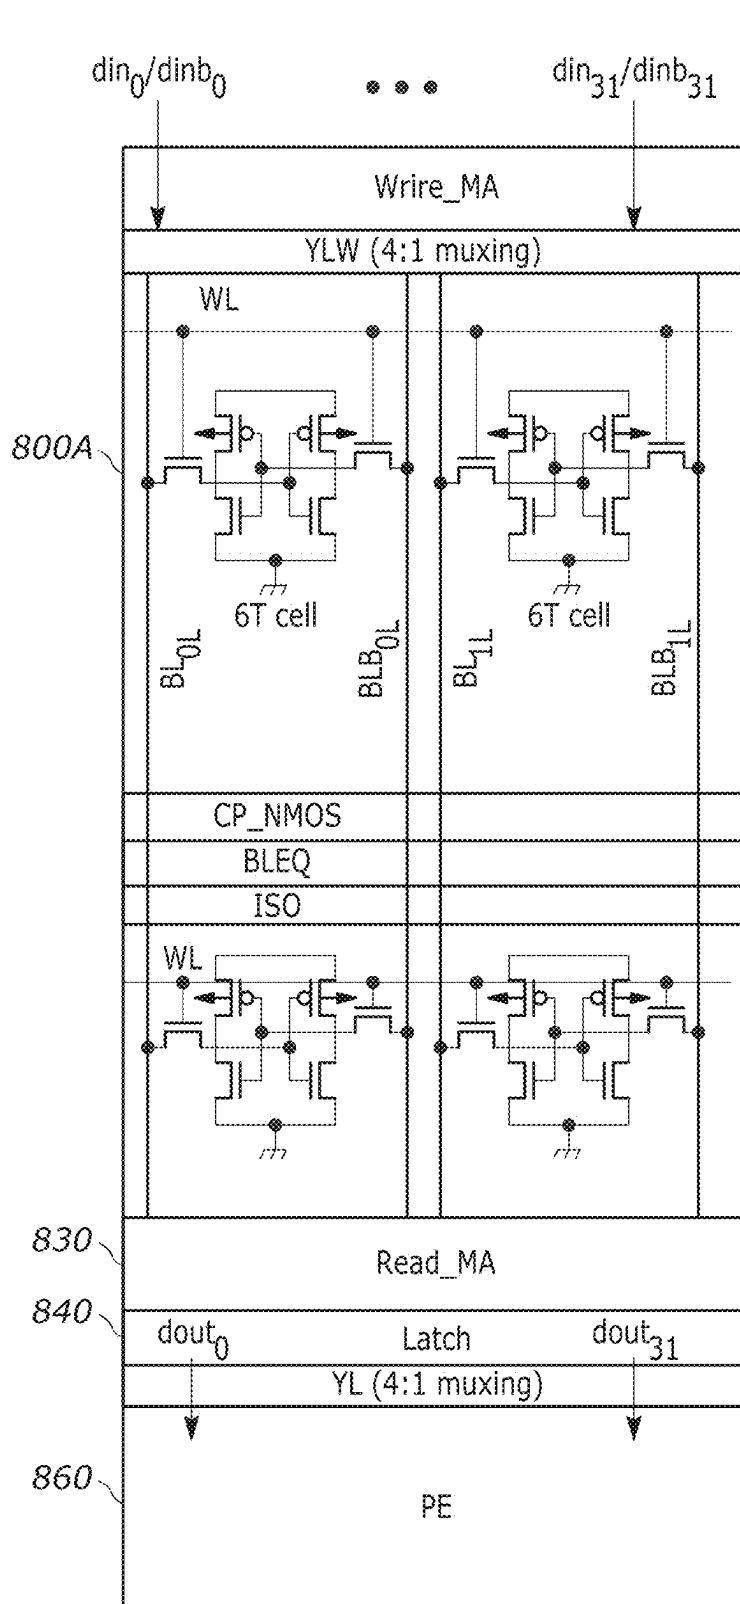 din0/dinb0 ••• din31/dinb31
Wrire_MA
YLW (4:1 muxing)
WL
800A
6T cell 6T cell
BL0L BLB0L BL1L BLB1L
CP_NMOS
BLEQ
ISO
WL
830
Read_MA
840
dout0 Latch dout31
YL (4:1 muxing)
860
PE